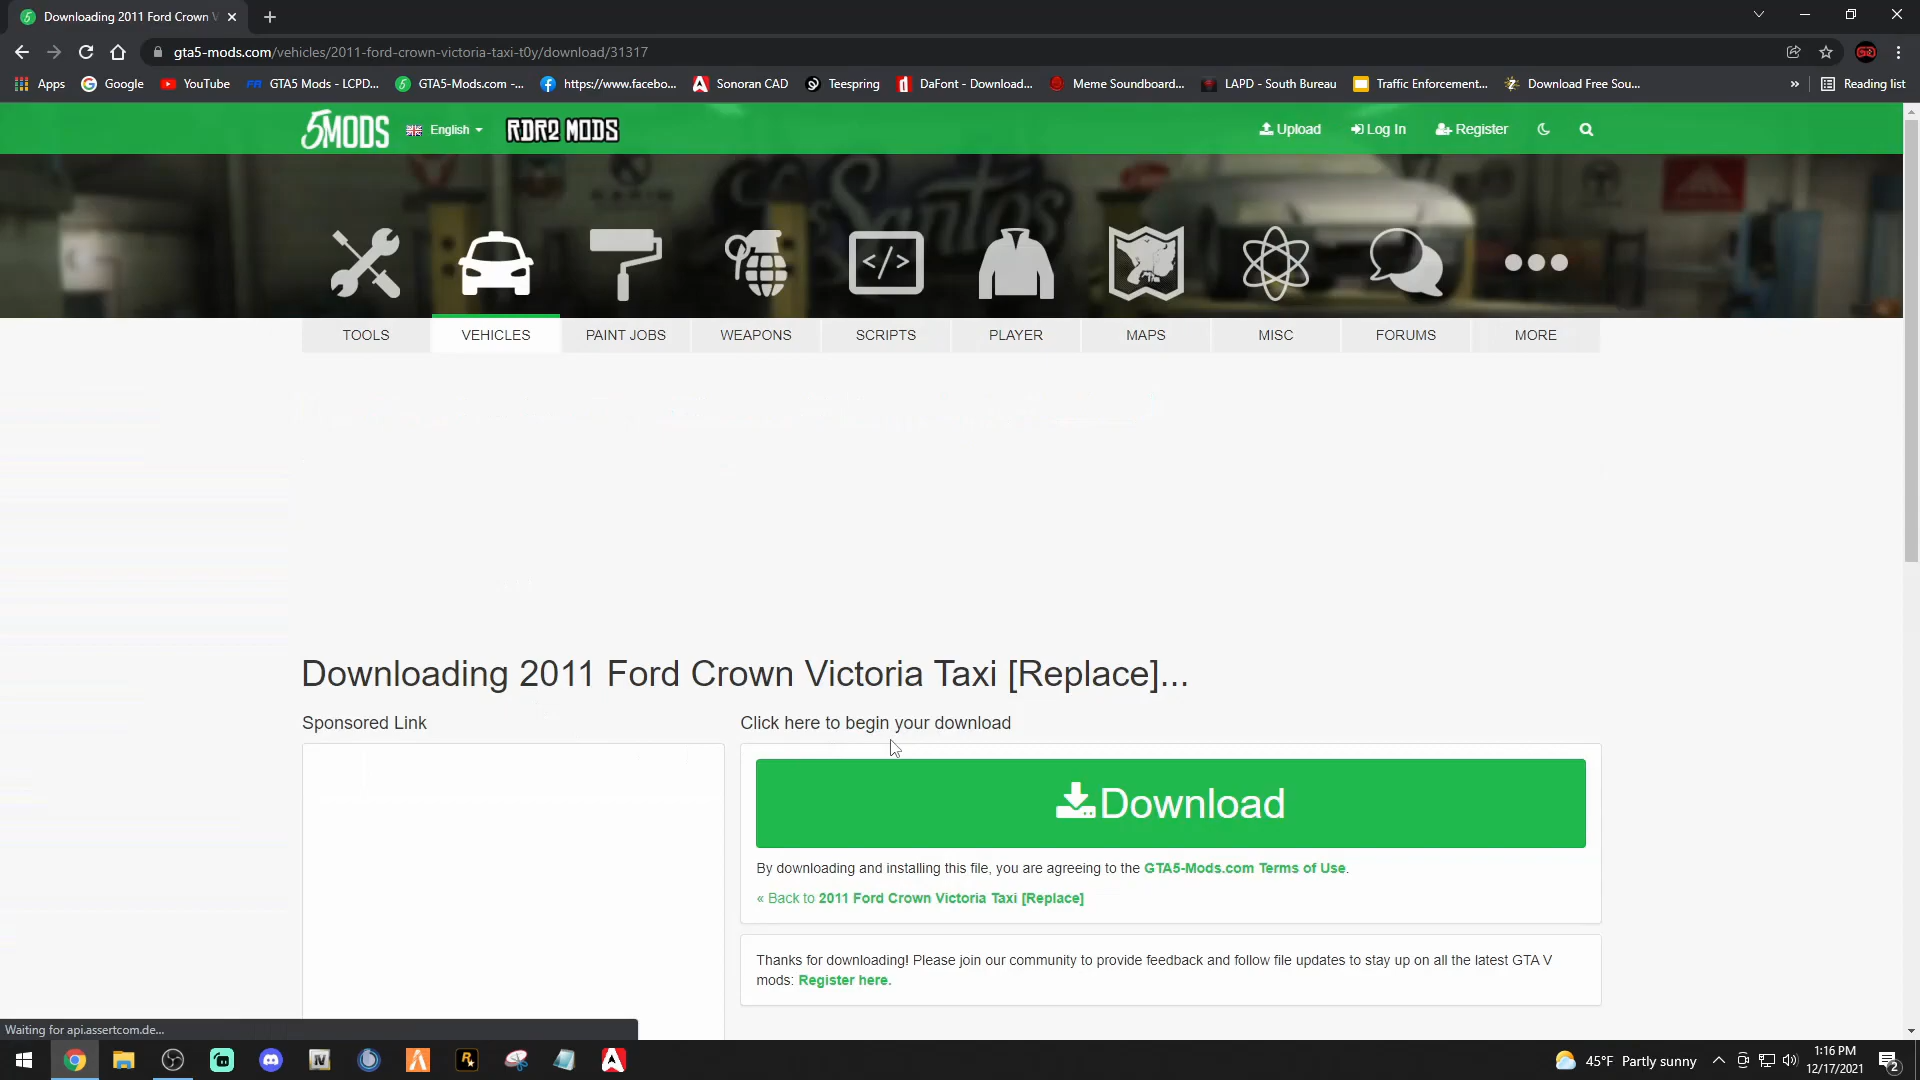 Downloading 2011 Ford Crown V
gta5-mods.com/vehicles/2011-ford-crown-victoria-taxi-t0y/download/31317
Apps
Google
YouTube
GTA5 Mods - LCPD...
GTA5-Mods.com -...
https://www.facebo...
Sonoran CAD
Teespring
DaFont - Download...
Meme Soundboard...
LAPD - South Bureau
Traffic Enforcement...
Download Free Sou...
»
Reading list
5MODS
English
RDR2 MODS
Upload
Log In
Register
Los Santos
TOOLS
VEHICLES
PAINT JOBS
WEAPONS
SCRIPTS
PLAYER
MAPS
MISC
FORUMS
MORE
Downloading 2011 Ford Crown Victoria Taxi [Replace]...
Sponsored Link
Click here to begin your download
Download
By downloading and installing this file, you are agreeing to the GTA5-Mods.com Terms of Use.
« Back to 2011 Ford Crown Victoria Taxi [Replace]
Thanks for downloading! Please join our community to provide feedback and follow file updates to stay up on all the latest GTA V
mods: Register here.
Waiting for api.assertcom.de...
45°F Partly sunny
1:16 PM
12/17/2021
2